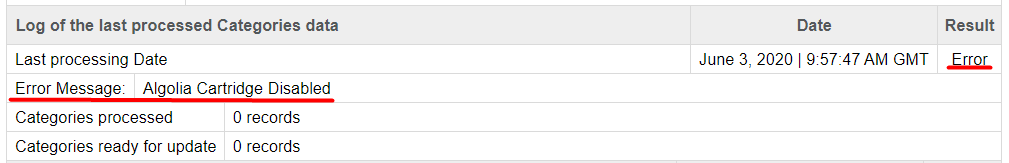 Log of the last processed Categories data Date Result
Last processing Date June 3, 2020 | 9:57:47 AM GMT Error
Error Message: Algolia Cartridge Disabled
Categories processed 0 records
Categories ready for update 0 records